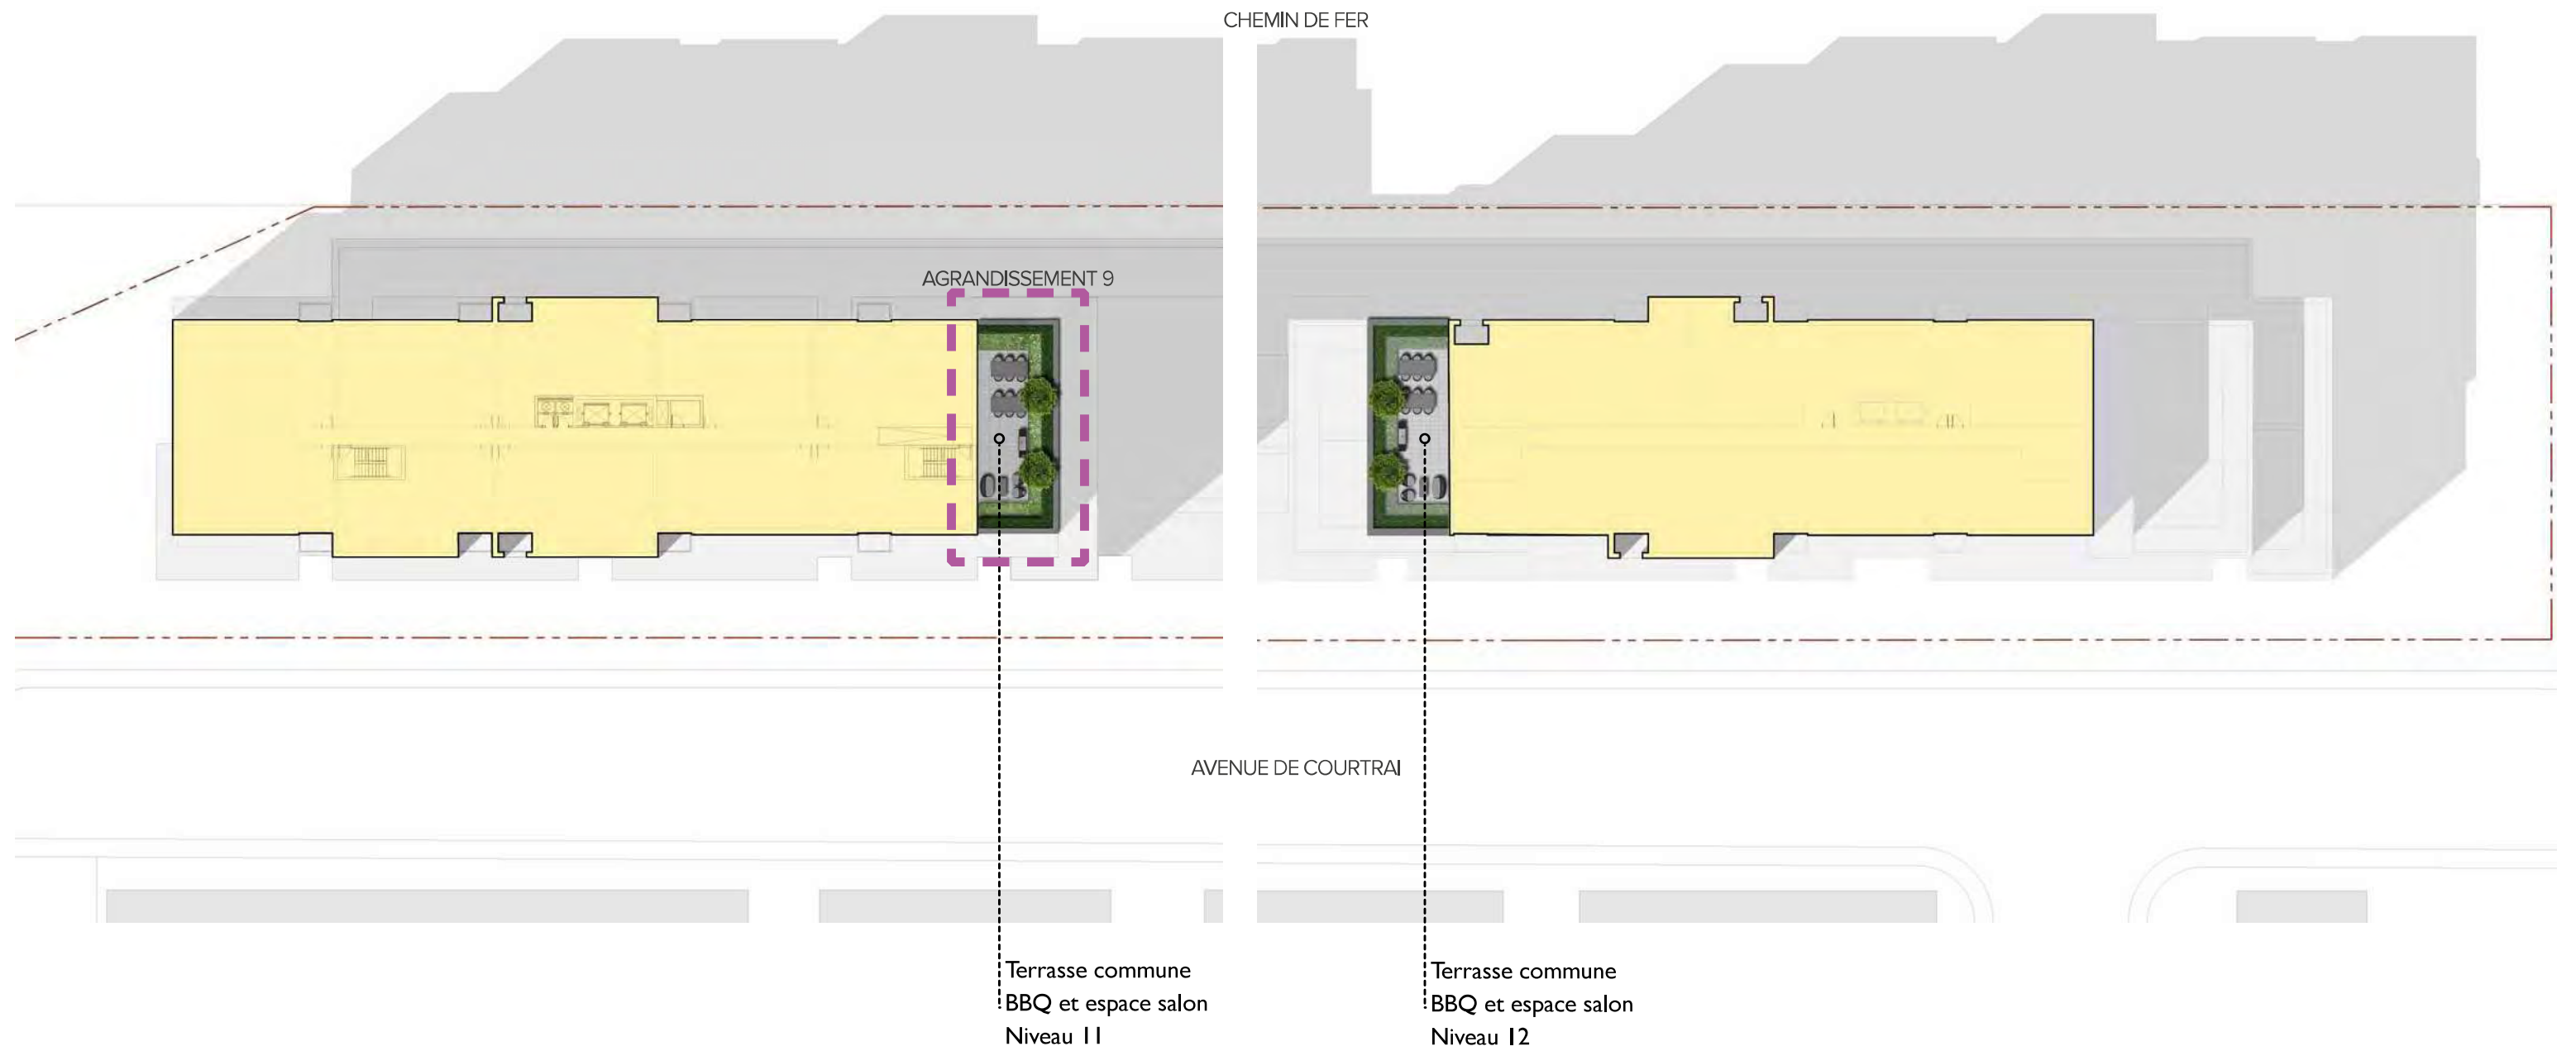 CHEMIN DE FER
AGRANDISSEMENT 9
AVENUE DE COURTRAI
Terrasse commune
BBQ et espace salon
Niveau 11
Terrasse commune
BBQ et espace salon
Niveau 12